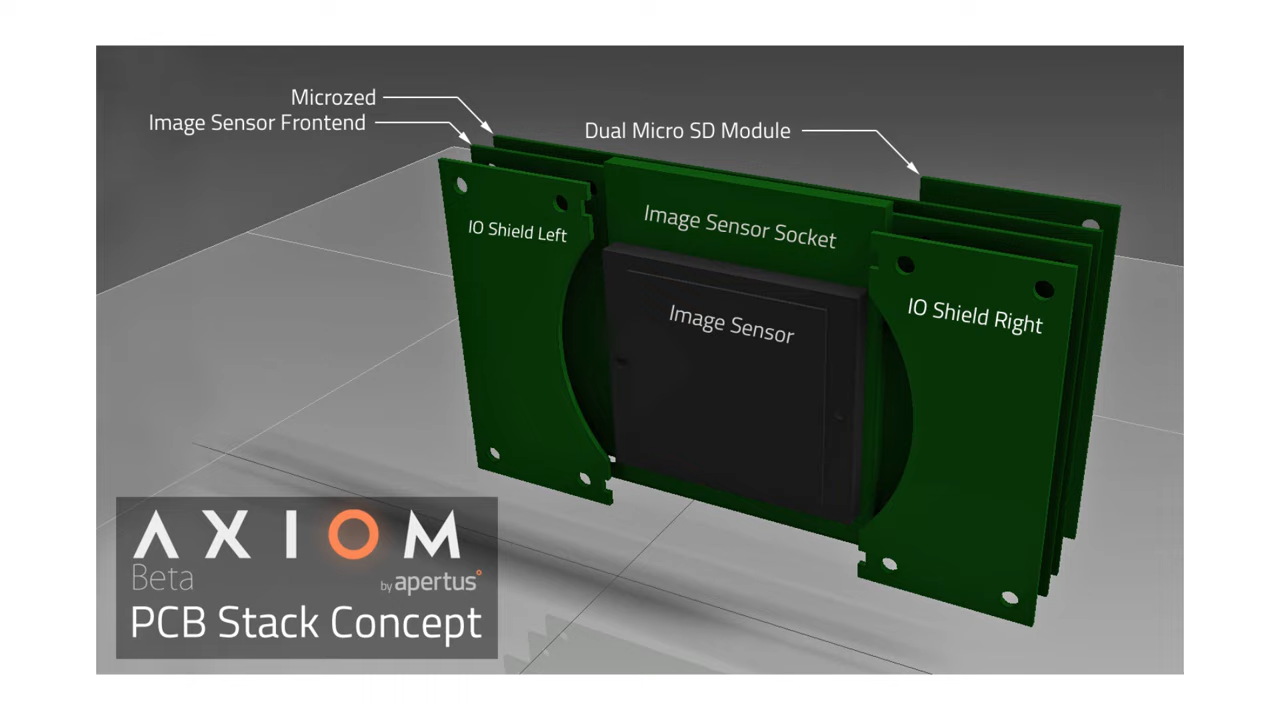 Microzed
Image Sensor Frontend
Dual Micro SD Module
IO Shield Left
Image Sensor Socket
Image Sensor
IO Shield Right
AXIOM
Beta
by apertus°
PCB Stack Concept